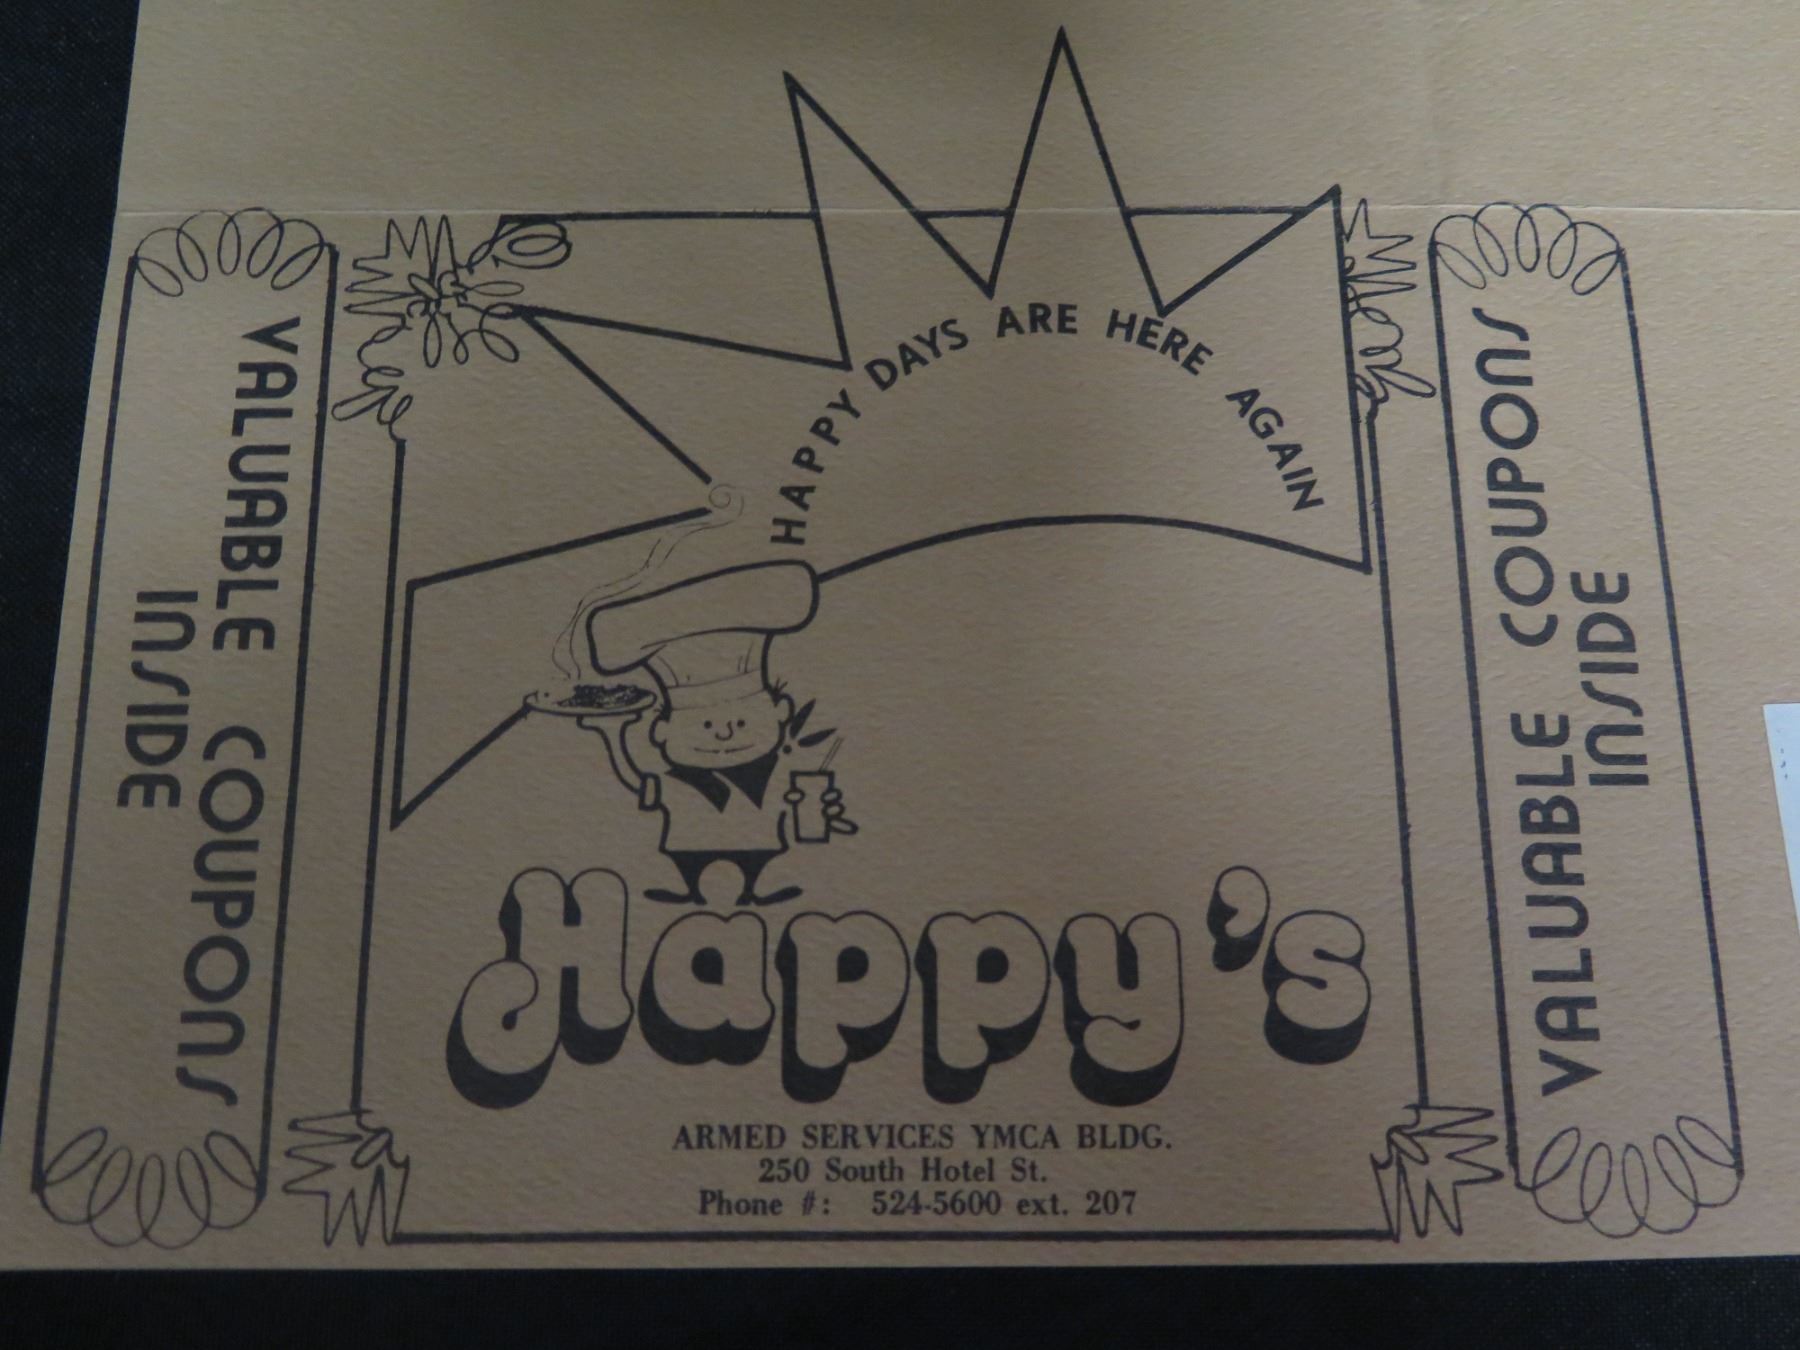 VALUABLE COUPONS
INSIDE
HAPPY DAYS ARE HERE AGAIN
Happy's
ARMED SERVICES YMCA BLDG.
250 South Hotel St.
Phone #: 524-5600 ext. 207
VALUABLE COUPONS
INSIDE